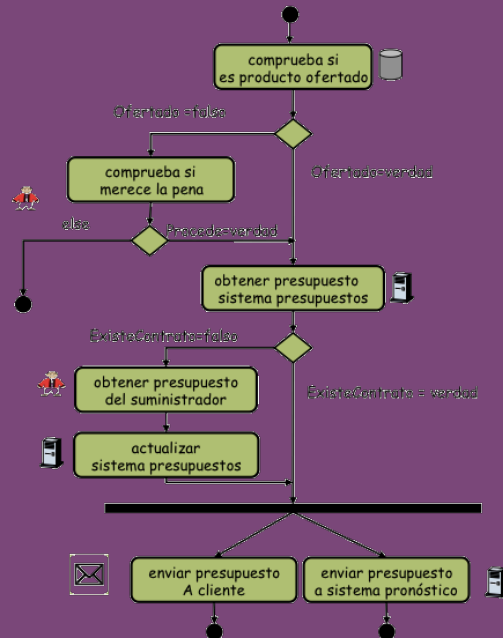 comprueba si
es producto ofertado
Ofertado =falso
Ofertado=verdad
comprueba si
merece la pena
else
Procede=verdad
obtener presupuesto
sistema presupuestos
ExisteContrato=falso
ExisteContrato = verdad
obtener presupuesto
del suministrador
actualizar
sistema presupuestos
enviar presupuesto
A cliente
enviar presupuesto
a sistema pronóstico